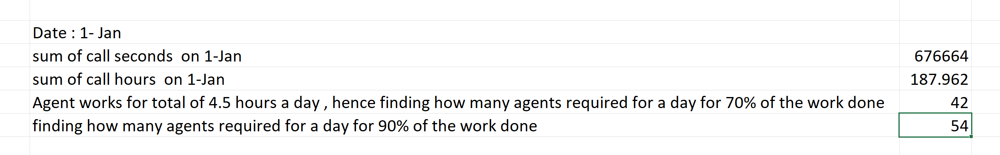 Date : 1- Jan
sum of call seconds  on 1-Jan 676664
sum of call hours  on 1-Jan 187.962
Agent works for total of 4.5 hours a day , hence finding how many agents required for a day for 70% of the work done 42
finding how many agents required for a day for 90% of the work done 54